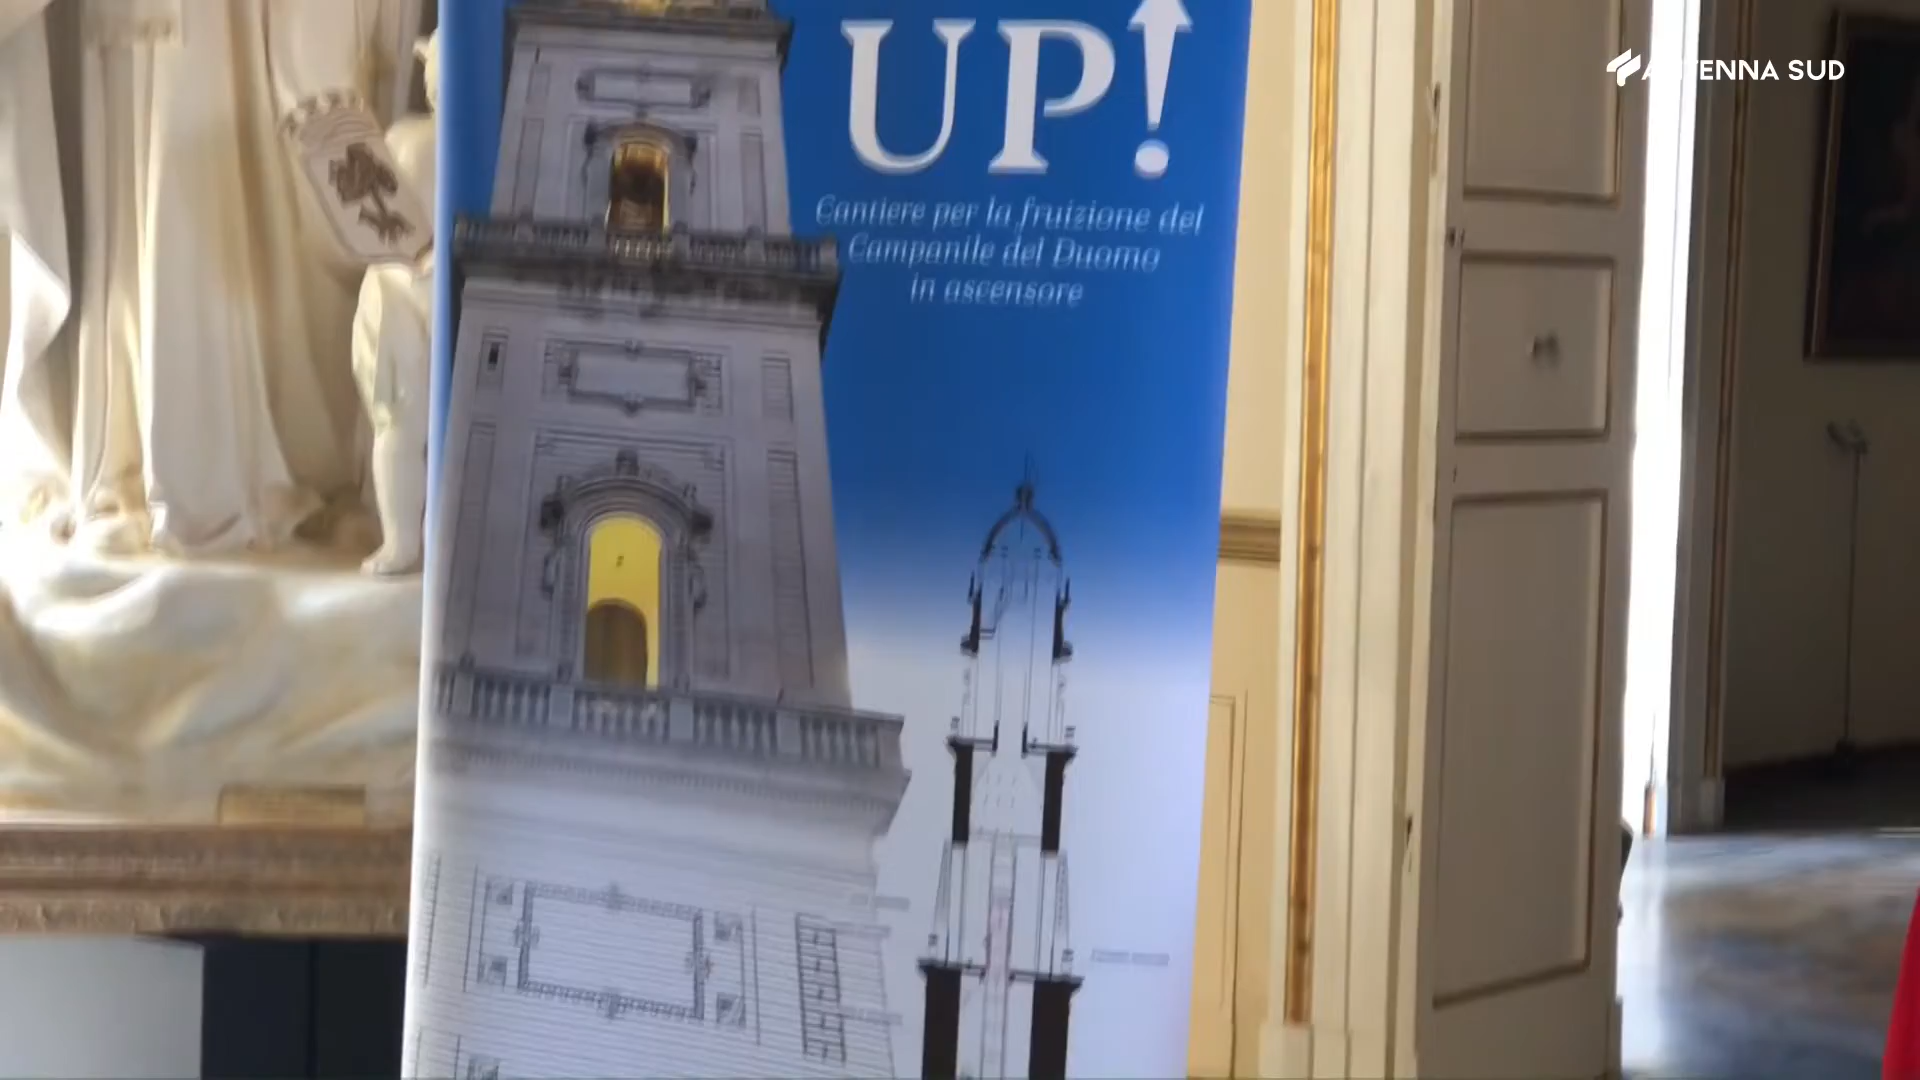 UP!
Cantiere per la fruizione del
Campanile del Duomo
in ascensore
ANTENNA SUD